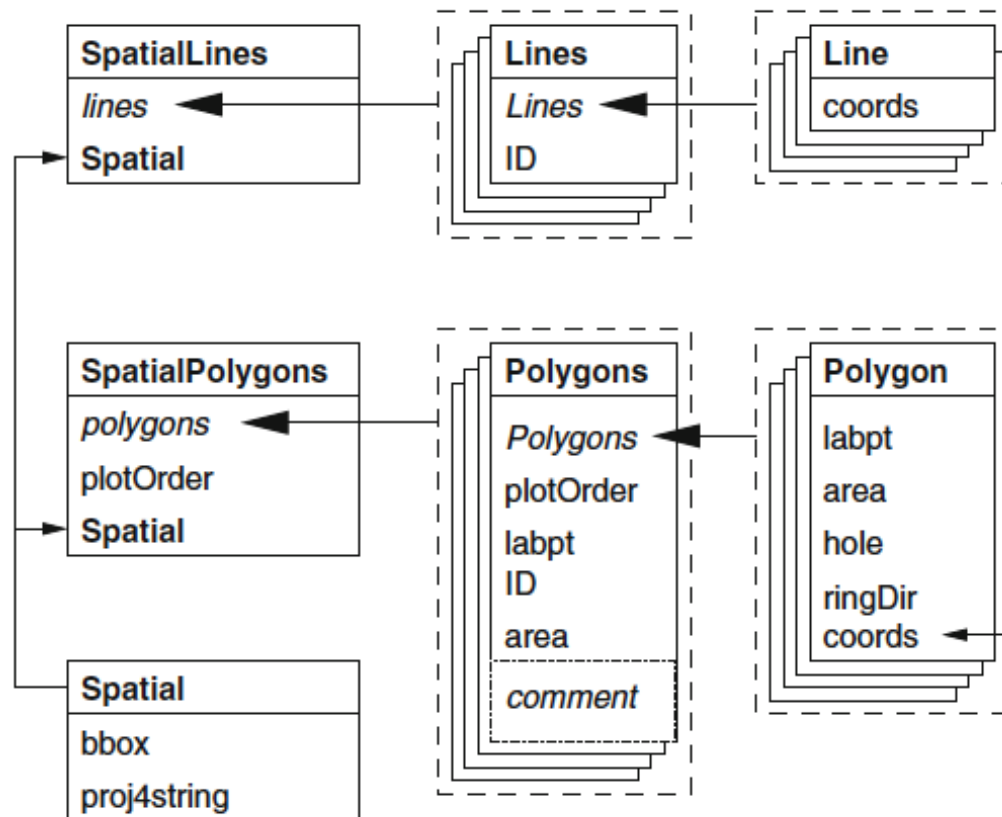 SpatialLines
lines
Spatial
Lines
Lines
ID
Line
coords
SpatialPolygons
polygons
plotOrder
Spatial
Polygons
Polygons
plotOrder
labpt
ID
area
comment
Polygon
labpt
area
hole
ringDir
coords
Spatial
bbox
proj4string